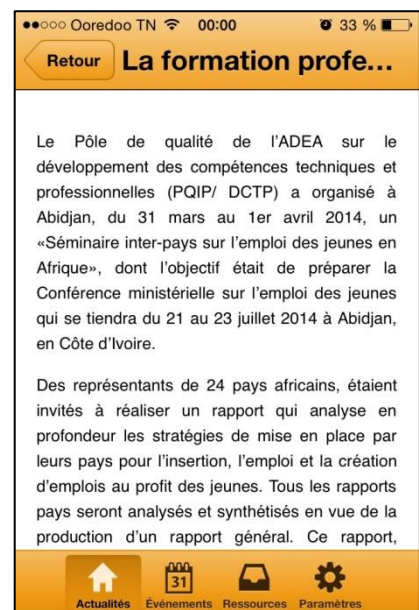 Ooredoo TN 00:00 33 %
Retour La formation profe...
Le Pôle de qualité de l'ADEA sur le
développement des compétences techniques et
professionnelles (PQIP/ DCTP) a organisé à
Abidjan, du 31 mars au 1er avril 2014, un
«Séminaire inter-pays sur l'emploi des jeunes en
Afrique», dont l'objectif était de préparer la
Conférence ministérielle sur l'emploi des jeunes
qui se tiendra du 21 au 23 juillet 2014 à Abidjan,
en Côte d'Ivoire.
Des représentants de 24 pays africains, étaient
invités à réaliser un rapport qui analyse en
profondeur les stratégies de mise en place par
leurs pays pour l'insertion, l'emploi et la création
d'emplois au profit des jeunes. Tous les rapports
pays seront analysés et synthétisés en vue de la
production d'un rapport général. Ce rapport,
31
Actualités Événements Ressources Paramètres